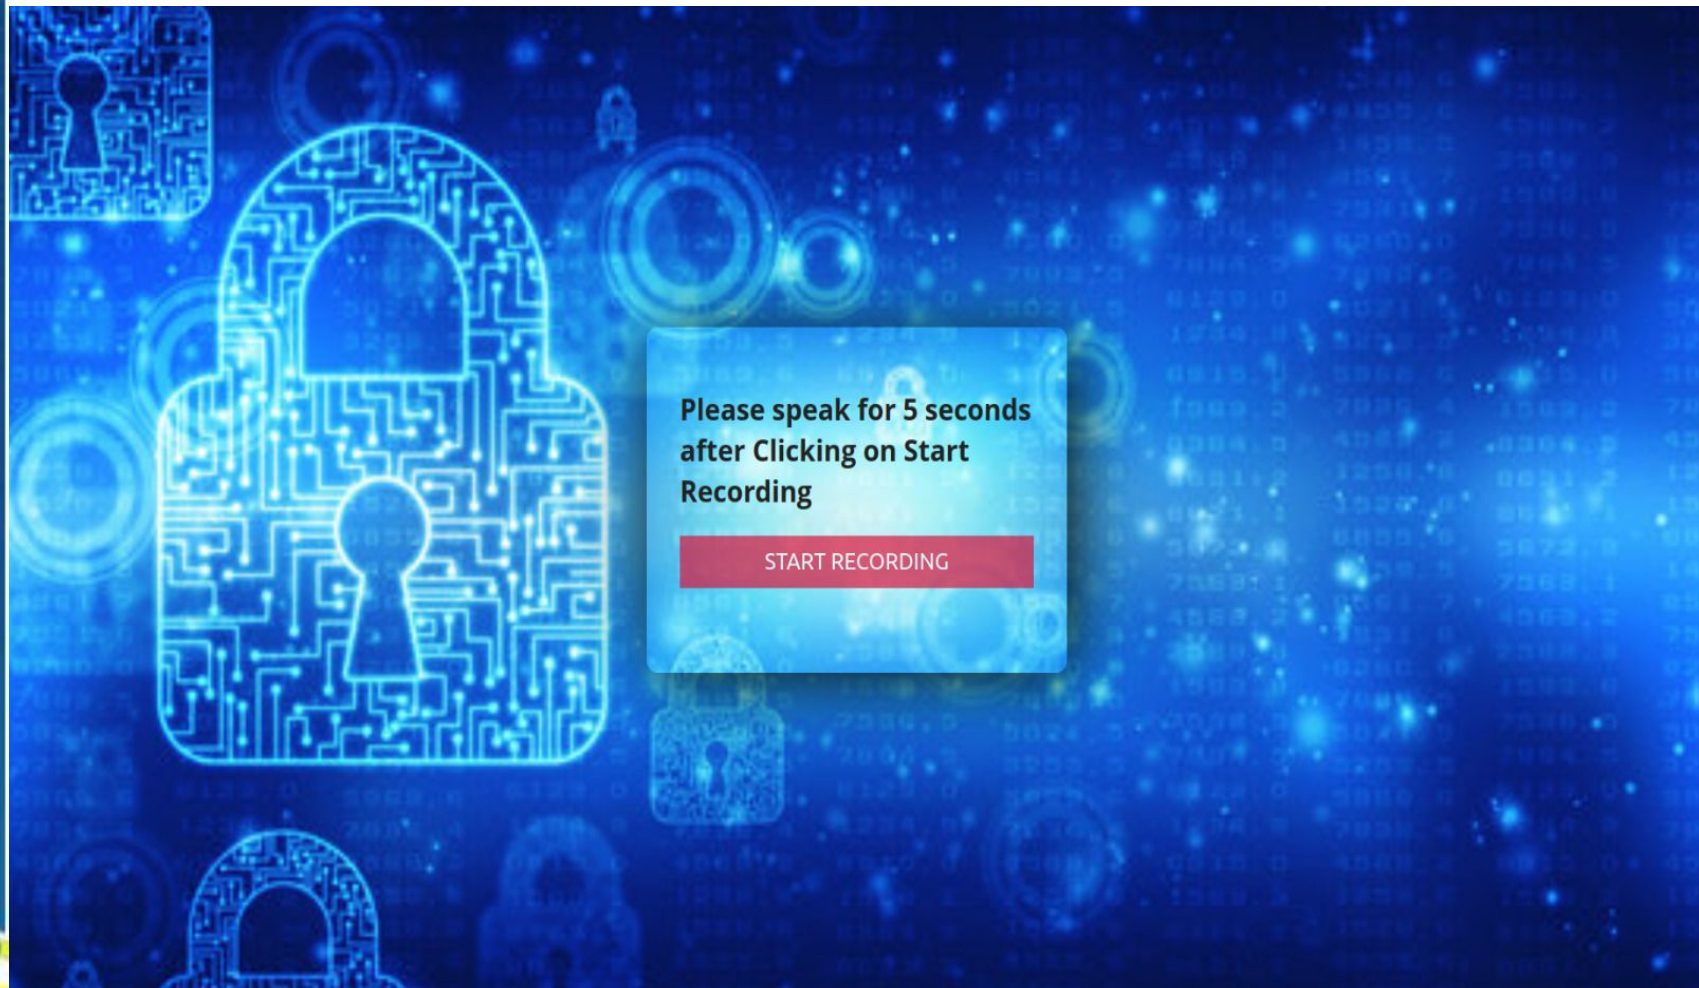 Please speak for 5 seconds
after Clicking on Start
Recording
START RECORDING